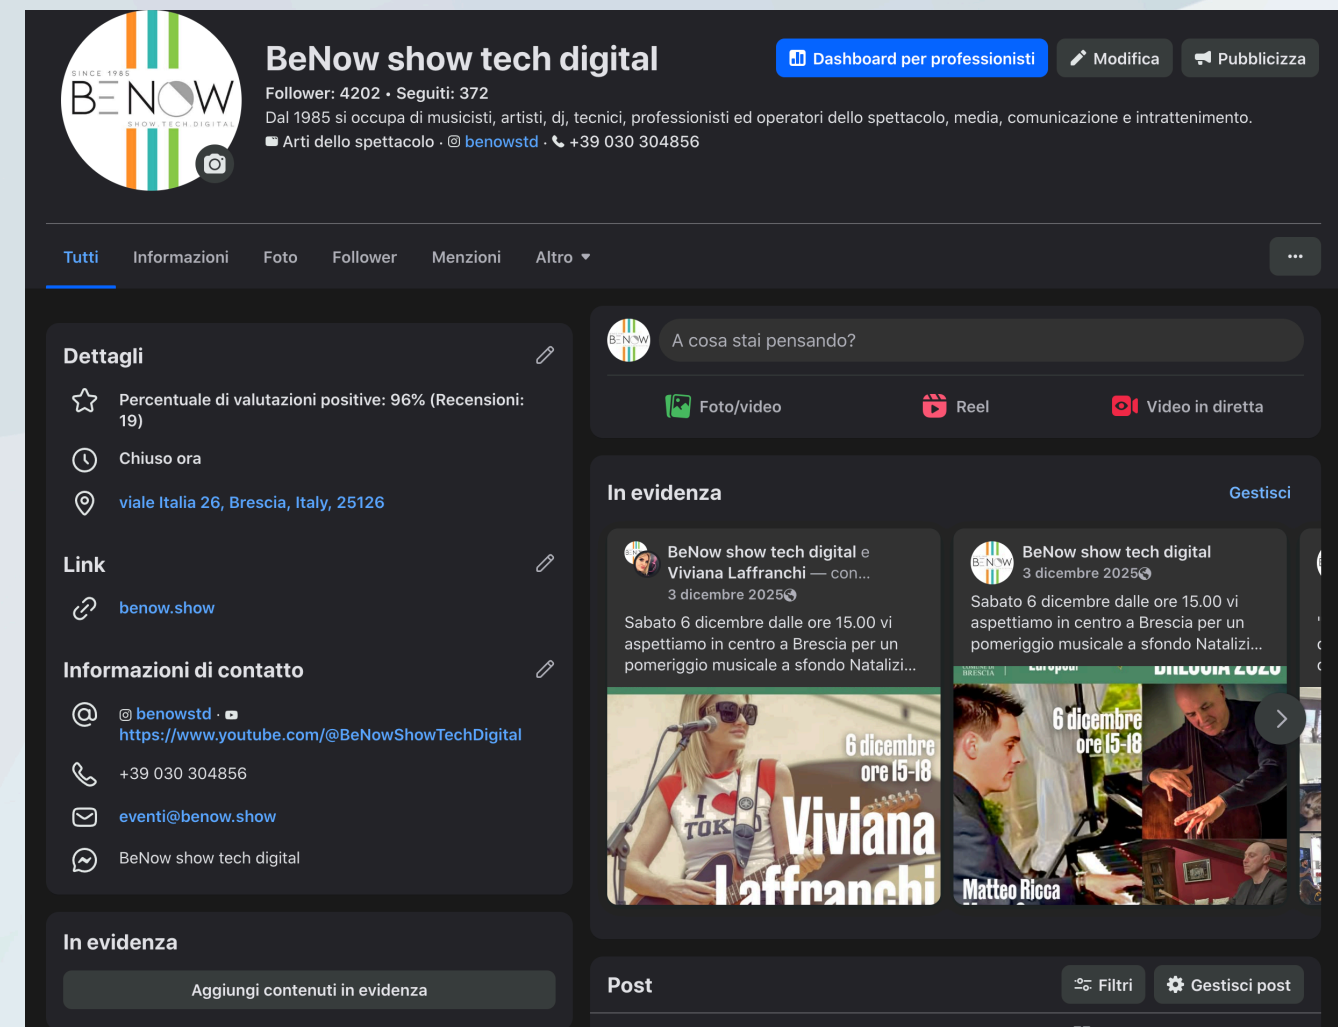 SINCE 1985
BENOW
SHOW.TECH.DIGITAL
BeNow show tech digital
Dashboard per professionisti
Modifica
Pubblicizza
Follower: 4202 • Seguiti: 372
Dal 1985 si occupa di musicisti, artisti, dj, tecnici, professionisti ed operatori dello spettacolo, media, comunicazione e intrattenimento.
Arti dello spettacolo · benowstd · +39 030 304856
Tutti
Informazioni
Foto
Follower
Menzioni
Altro
Dettagli
Percentuale di valutazioni positive: 96% (Recensioni:
19)
Chiuso ora
viale Italia 26, Brescia, Italy, 25126
Link
benow.show
Informazioni di contatto
benowstd ·
https://www.youtube.com/@BeNowShowTechDigital
+39 030 304856
eventi@benow.show
BeNow show tech digital
In evidenza
Aggiungi contenuti in evidenza
BENOW
A cosa stai pensando?
Foto/video
Reel
Video in diretta
In evidenza
Gestisci
BeNow show tech digital e
Viviana Laffranchi — con...
3 dicembre 2025
Sabato 6 dicembre dalle ore 15.00 vi
aspettiamo in centro a Brescia per un
pomeriggio musicale a sfondo Natalizi...
I
TOKYO
6 dicembre
ore 15-18
Viviana
Laffranchi
BENOW
BeNow show tech digital
3 dicembre 2025
Sabato 6 dicembre dalle ore 15.00 vi
aspettiamo in centro a Brescia per un
pomeriggio musicale a sfondo Natalizi...
BRESCIA
6 dicembre
ore 15-18
Matteo Ricca
Post
Filtri
Gestisci post